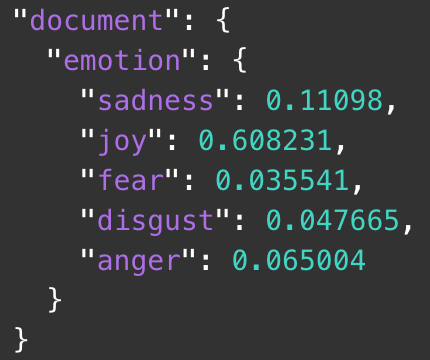 "document": {
  "emotion": {
    "sadness": 0.11098,
    "joy": 0.608231,
    "fear": 0.035541,
    "disgust": 0.047665,
    "anger": 0.065004
  }
}